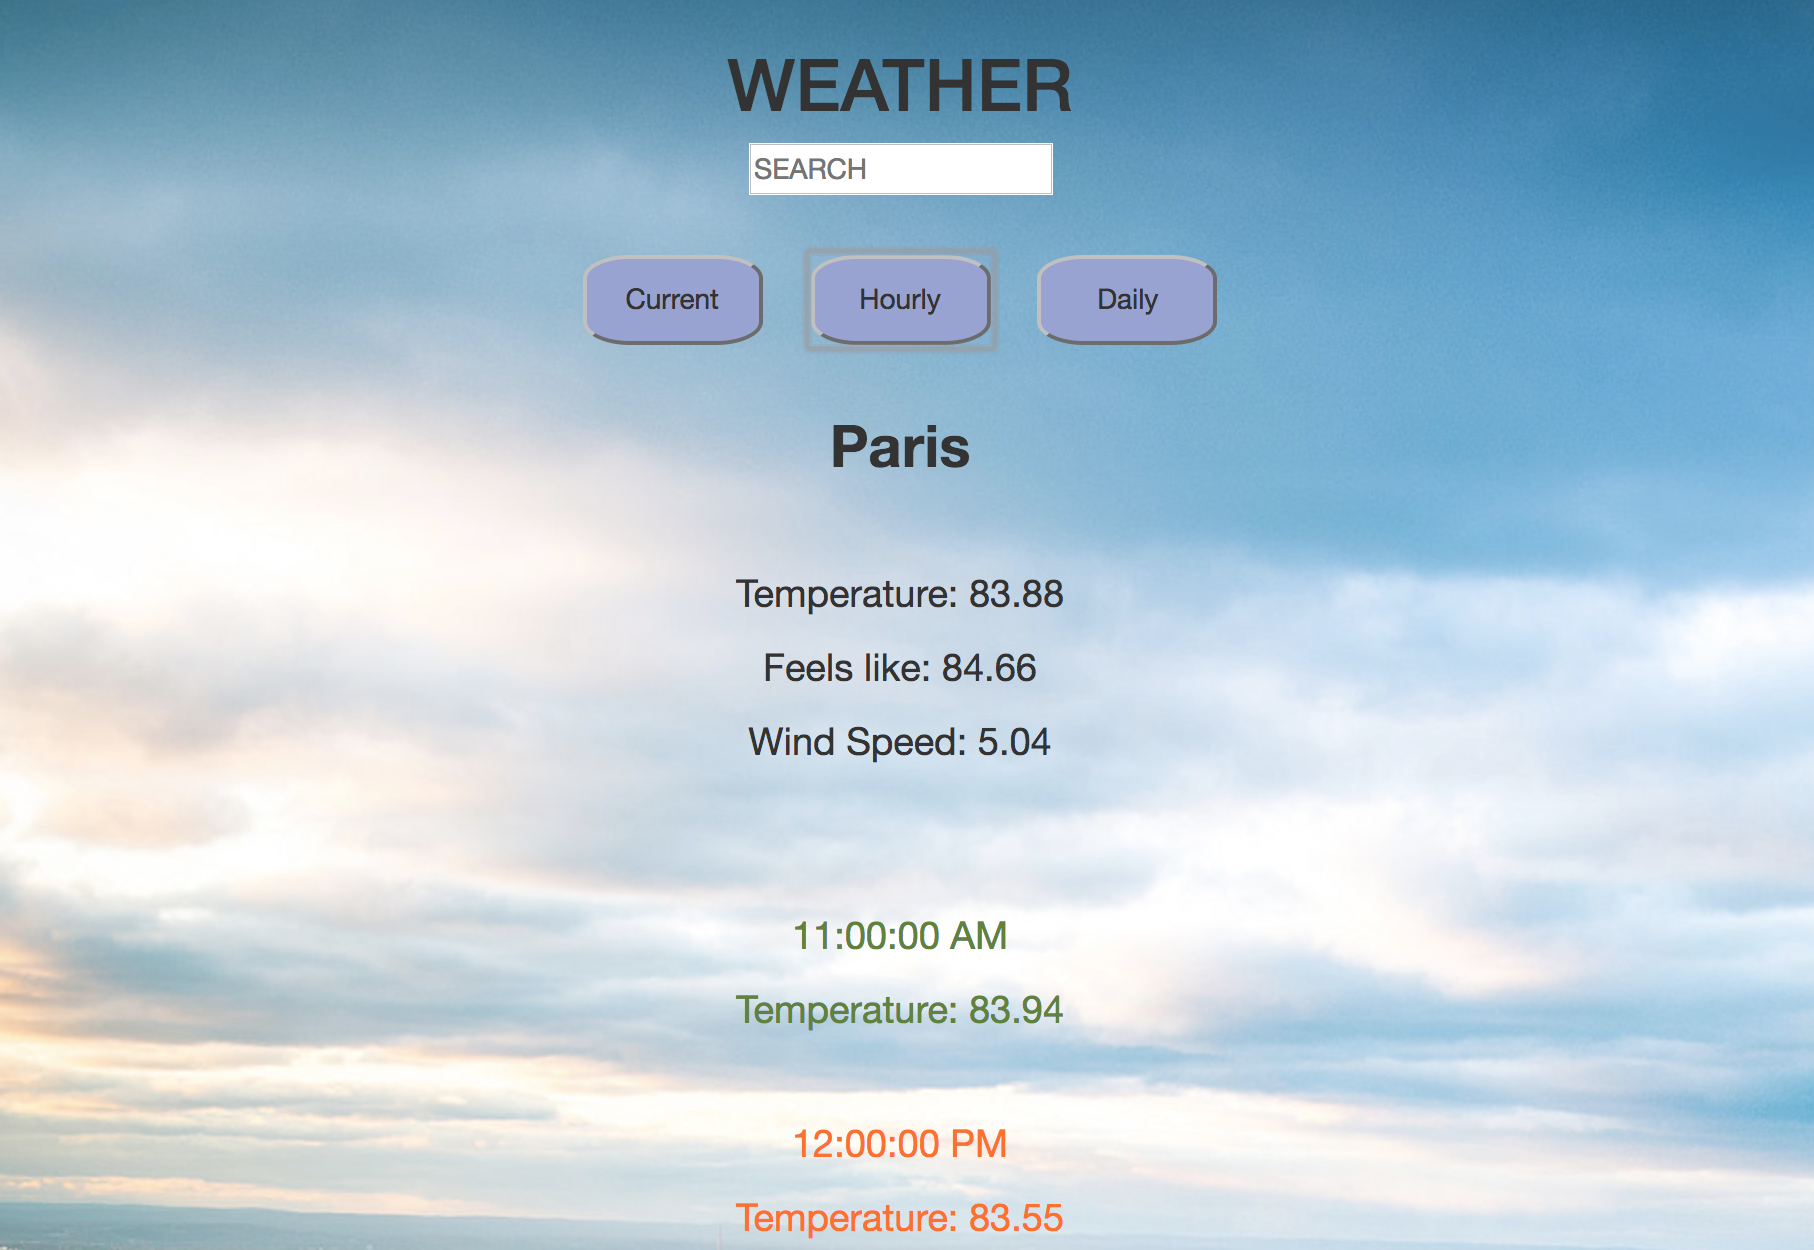 WEATHER
SEARCH
Current Hourly Daily
Paris
Temperature: 83.88
Feels like: 84.66
Wind Speed: 5.04
11:00:00 AM
Temperature: 83.94
12:00:00 PM
Temperature: 83.55